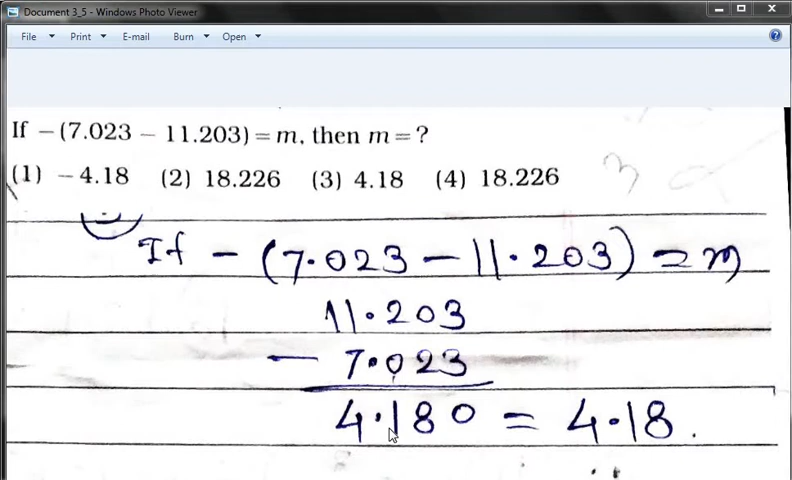 Document 3_5 - Windows Photo Viewer
File Print E-mail Burn Open
If – (7.023 – 11.203) = m, then m = ?
(1) – 4.18 (2) 18.226 (3) 4.18 (4) 18.226
If – (7.023 – 11.203) = m
11.203
– 7.023
4.180 = 4.18.